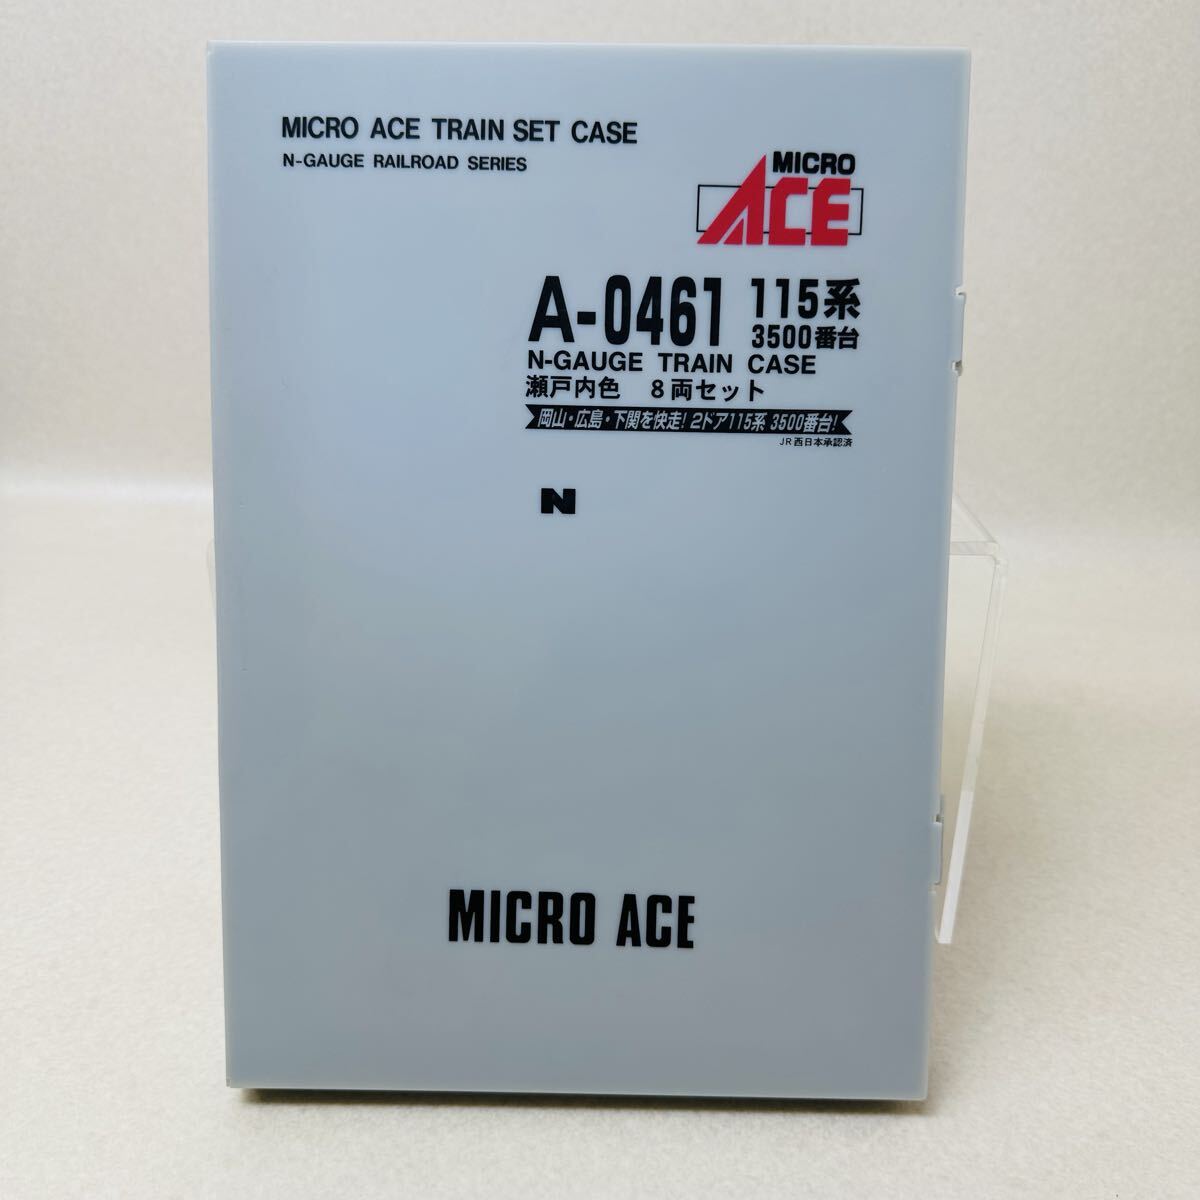 MICRO ACE TRAIN SET CASE
N-GAUGE RAILROAD SERIES
MICRO
ACE
A-0461 115系
3500番台
N-GAUGE TRAIN CASE
瀬戸内色 8両セット
岡山・広島・下関を快走!2ドア115系 3500番台!
JR西日本承認済
N
MICRO ACE